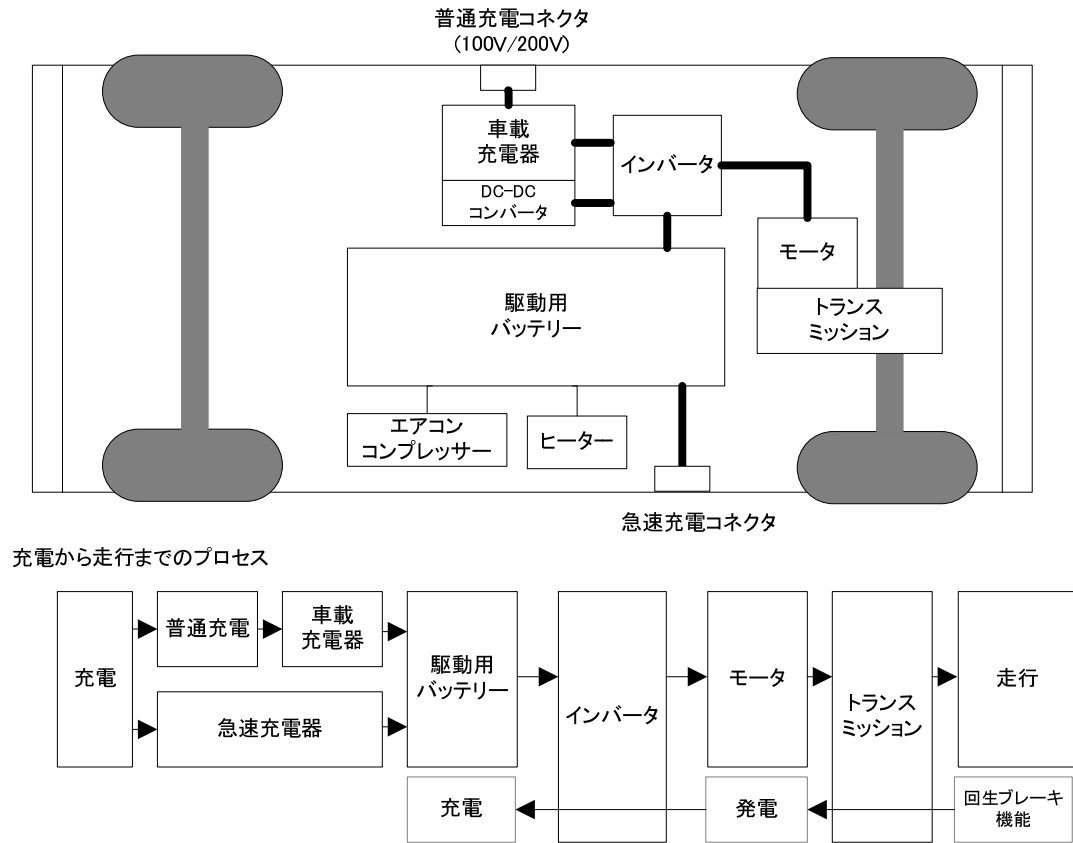 普通充電コネクタ
(100V/200V)
車載
充電器
DC-DC
コンバータ
インバータ
モータ
トランス
ミッション
駆動用
バッテリー
エアコン
コンプレッサー
ヒーター
急速充電コネクタ
充電から走行までのプロセス
充電
普通充電
車載
充電器
急速充電器
駆動用
バッテリー
インバータ
モータ
トランス
ミッション
走行
充電
発電
回生ブレーキ
機能